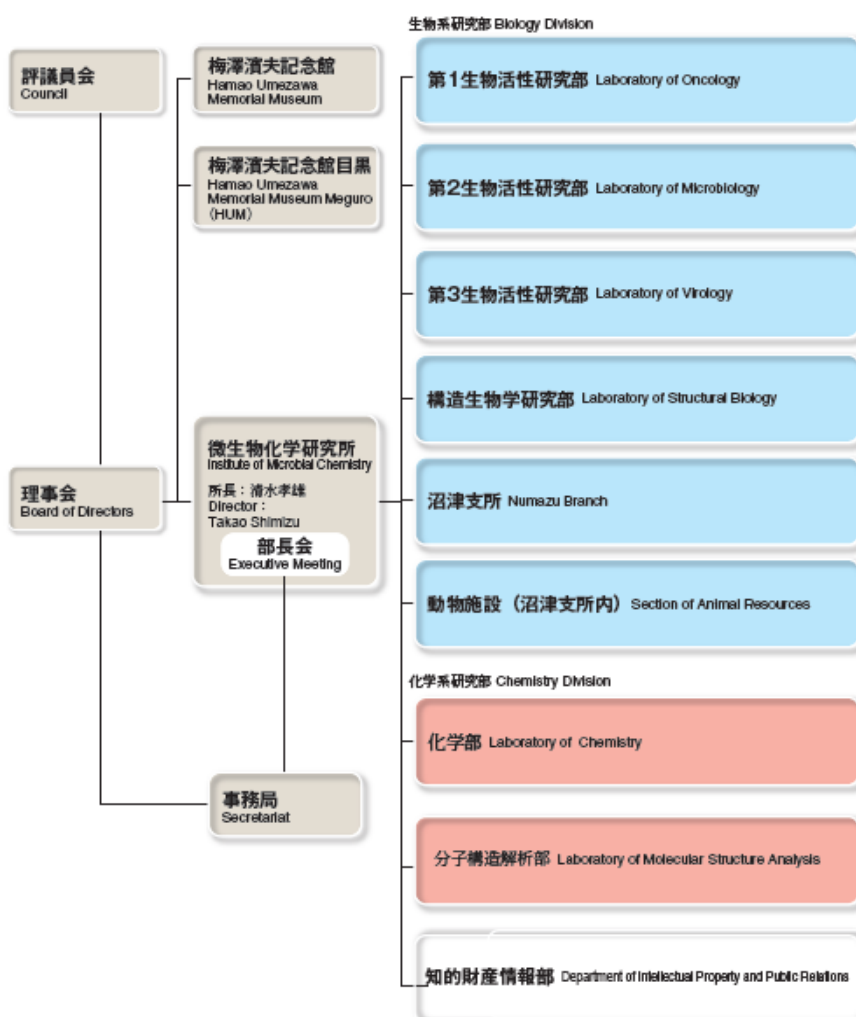 評議員会
Council
理事会
Board of Directors
梅澤濱夫記念館
Hamao Umezawa
Memorial Museum
梅澤濱夫記念館目黒
Hamao Umezawa
Memorial Museum Meguro
(HUM)
微生物化学研究所
Institute of Microbial Chemistry
所長：清水孝雄
Director：
Takao Shimizu
部長会
Executive Meeting
事務局
Secretariat
生物系研究部 Biology Division
第1生物活性研究部 Laboratory of Oncology
第2生物活性研究部 Laboratory of Microbiology
第3生物活性研究部 Laboratory of Virology
構造生物学研究部 Laboratory of Structural Biology
沼津支所 Numazu Branch
動物施設（沼津支所内） Section of Animal Resources
化学系研究部 Chemistry Division
化学部 Laboratory of Chemistry
分子構造解析部 Laboratory of Molecular Structure Analysis
知的財産情報部 Department of Intellectual Property and Public Relations